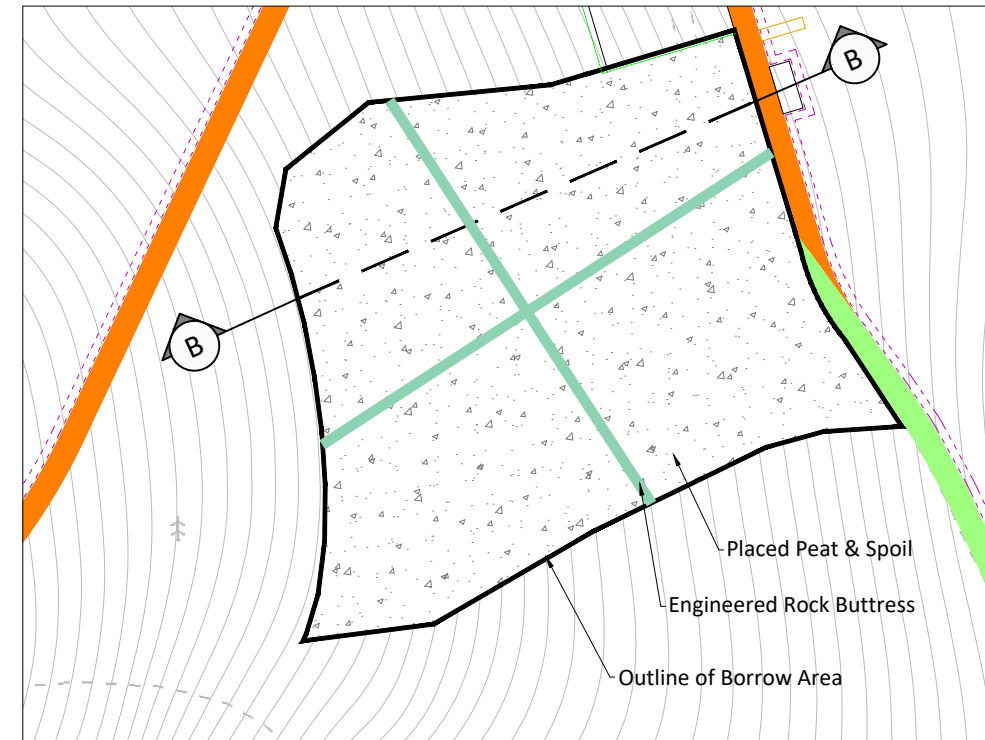 B
B
Placed Peat & Spoil
Engineered Rock Buttress
Outline of Borrow Area